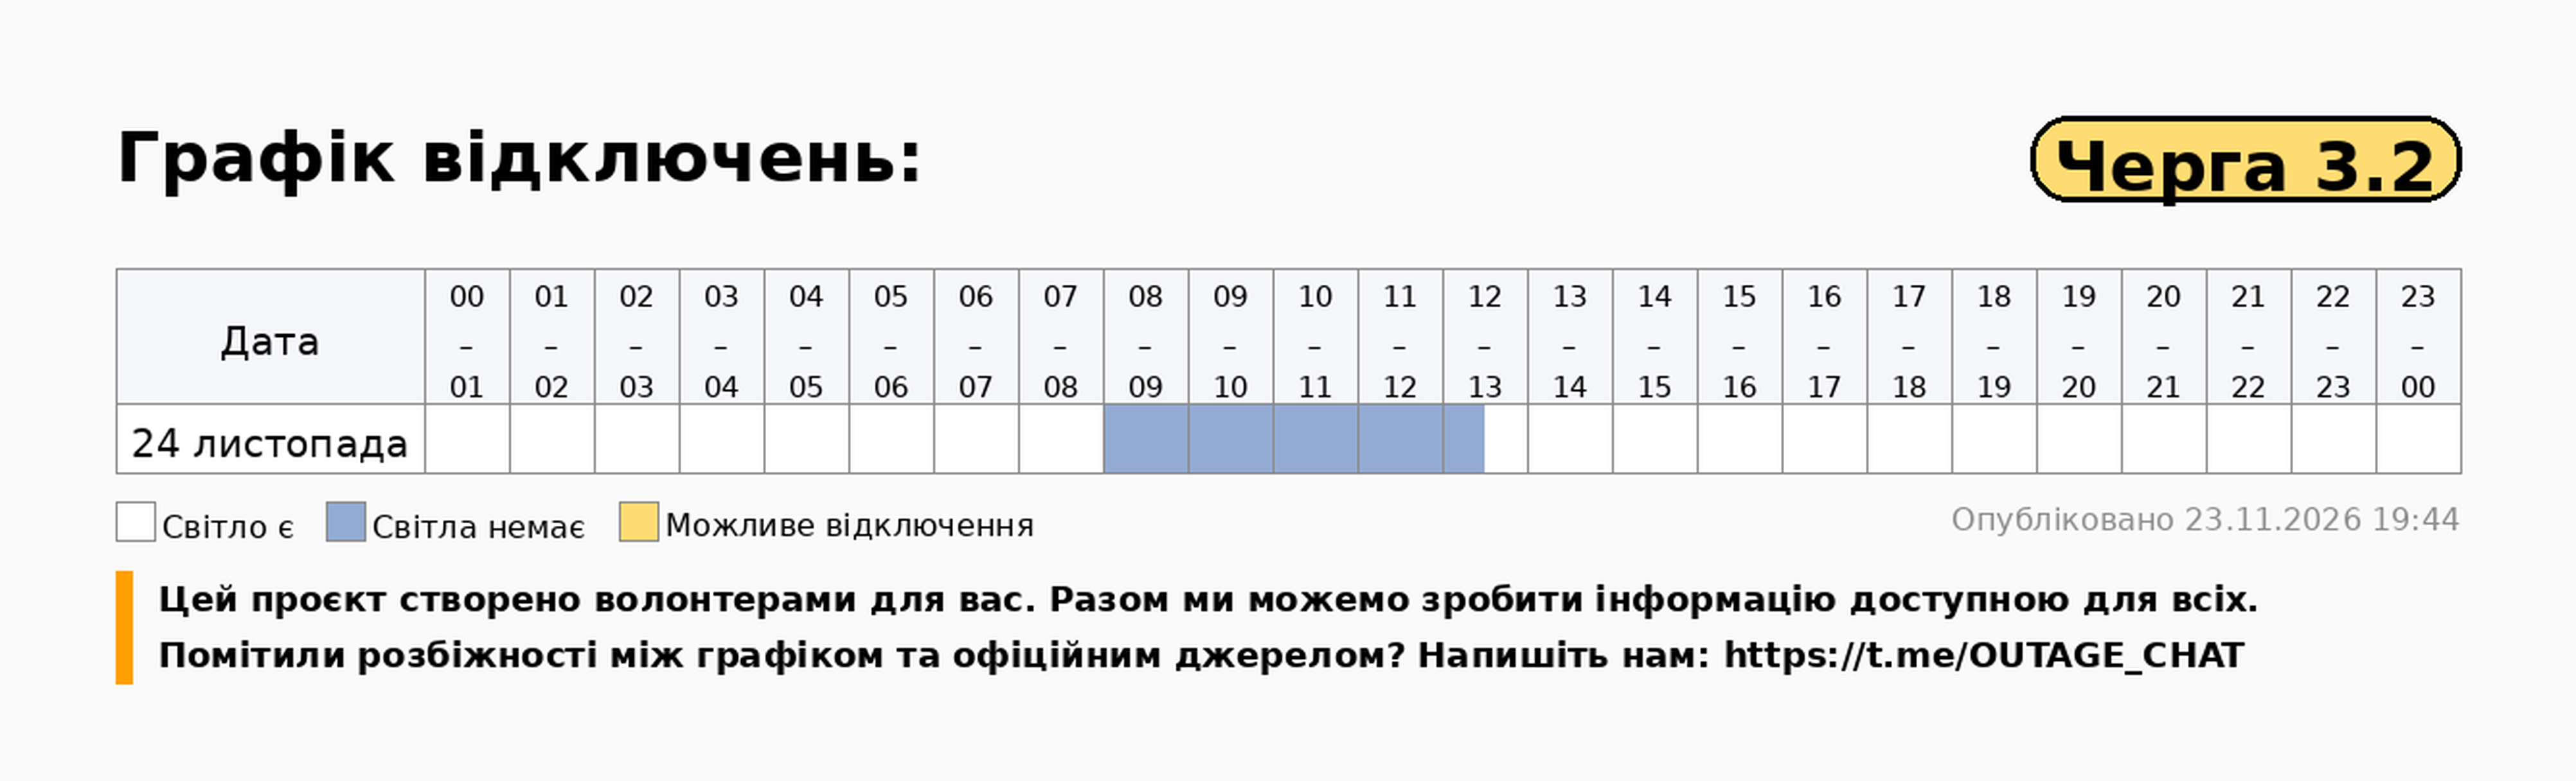 Графік відключень:
Черга 3.2
Дата 00 – 01 01 – 02 02 – 03 03 – 04 04 – 05 05 – 06 06 – 07 07 – 08 08 – 09 09 – 10 10 – 11 11 – 12 12 – 13 13 – 14 14 – 15 15 – 16 16 – 17 17 – 18 18 – 19 19 – 20 20 – 21 21 – 22 22 – 23 23 – 00
24 листопада
Світло є Світла немає Можливе відключення
Опубліковано 23.11.2026 19:44
Цей проєкт створено волонтерами для вас. Разом ми можемо зробити інформацію доступною для всіх.
Помітили розбіжності між графіком та офіційним джерелом? Напишіть нам: https://t.me/OUTAGE_CHAT